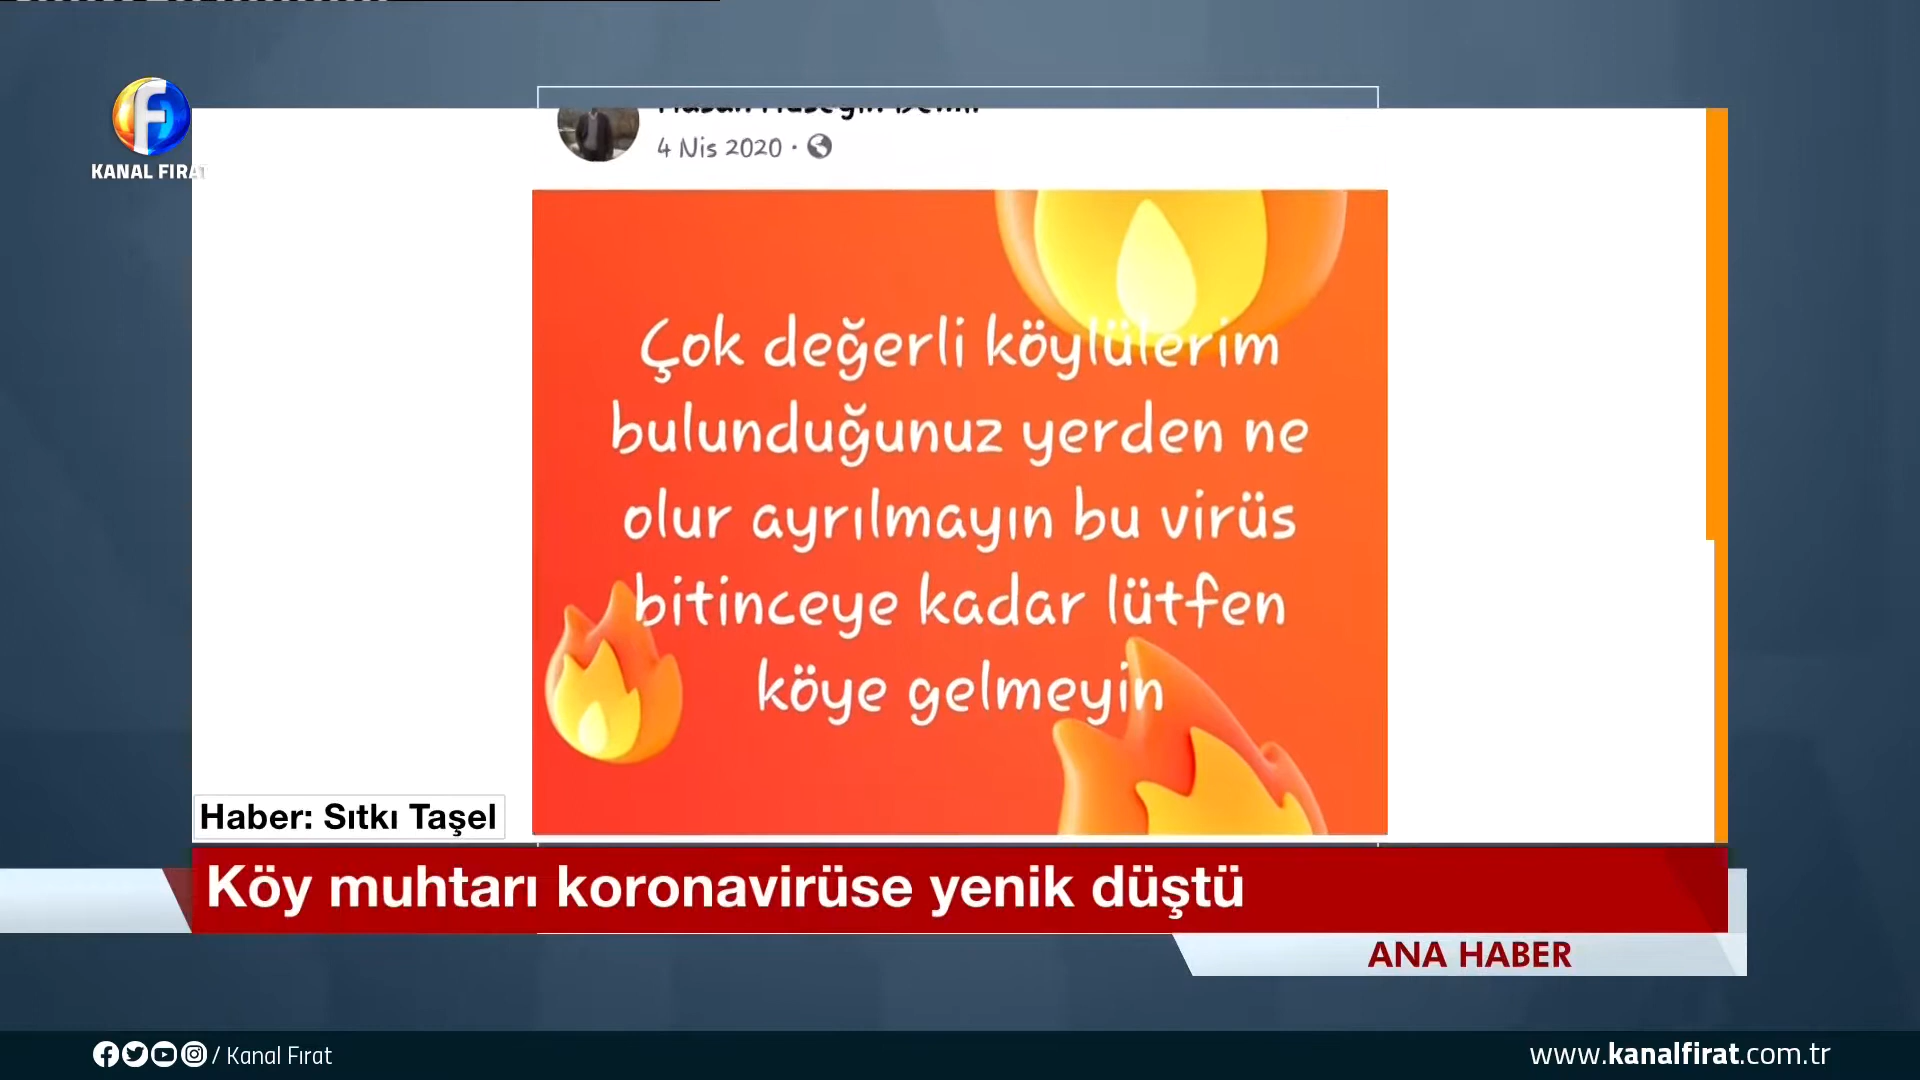 KANAL FIRAT
4 Nis 2020 ·
Çok değerli köylülerim
bulunduğunuz yerden ne
olur ayrılmayın bu virüs
bitinceye kadar lütfen
köye gelmeyin
Haber: Sıtkı Taşel
Köy muhtarı koronavirüse yenik düştü
ANA HABER
/ Kanal Fırat
www.kanalfirat.com.tr